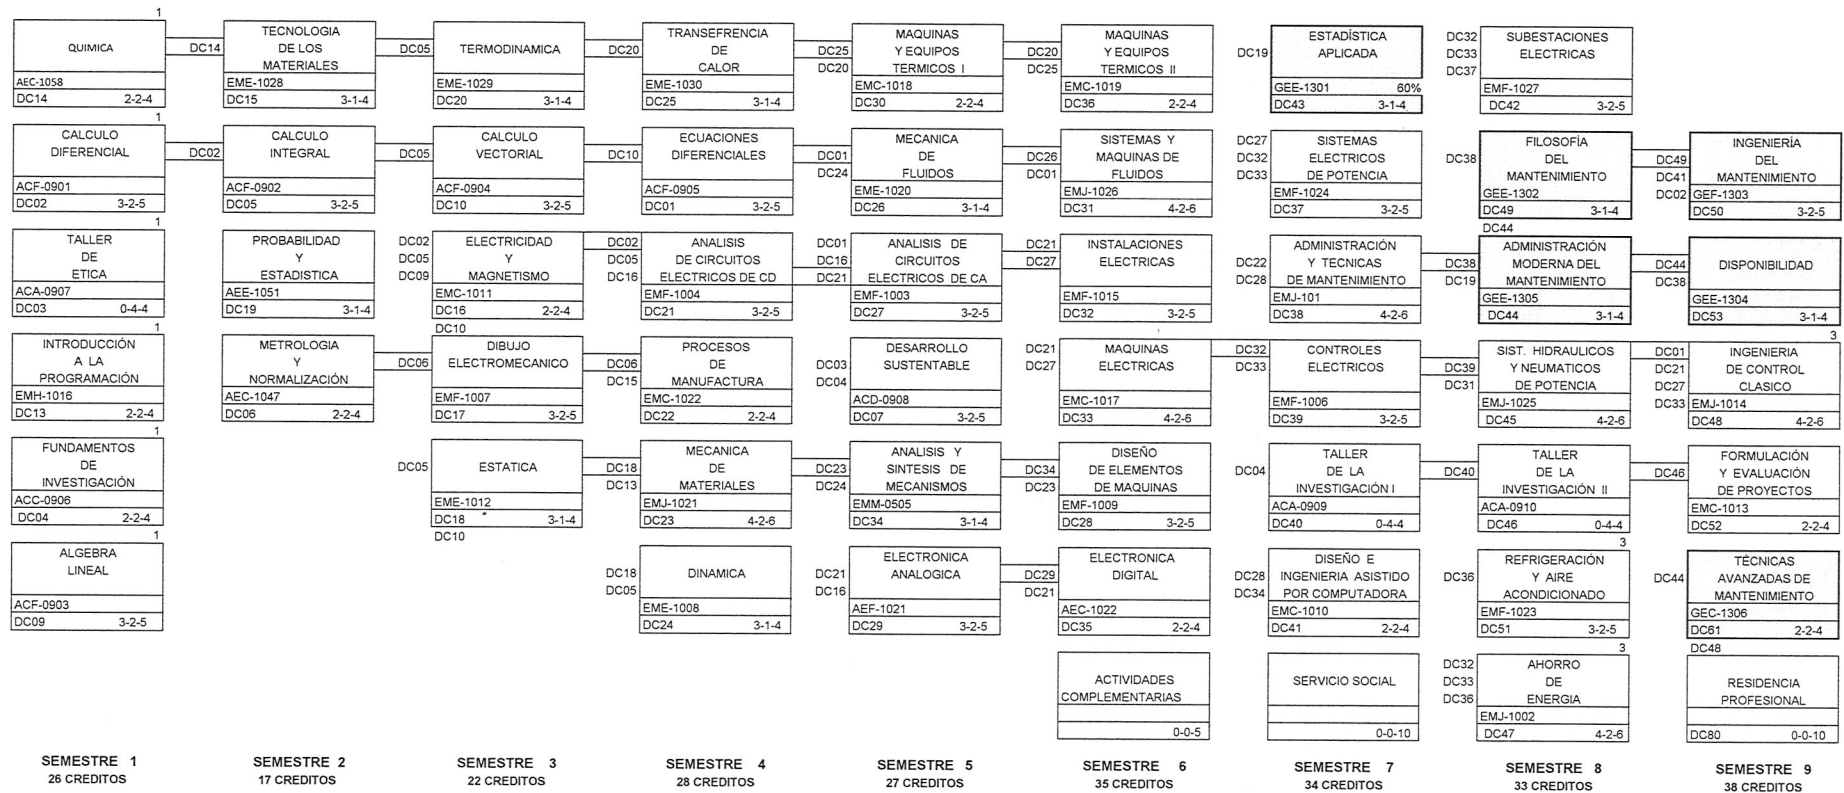 1
QUIMICA
AEC-1058
DC14 2-2-4
DC14
TECNOLOGIA
DE LOS
MATERIALES
EME-1028
DC15 3-1-4
DC05
TERMODINAMICA
EME-1029
DC20 3-1-4
DC20
TRANSEFRENCIA
DE
CALOR
EME-1030
DC25 3-1-4
DC25
DC20
MAQUINAS
Y EQUIPOS
TERMICOS I
EMC-1018
DC30 2-2-4
DC20
DC25
MAQUINAS
Y EQUIPOS
TERMICOS II
EMC-1019
DC36 2-2-4
DC19
ESTADÍSTICA
APLICADA
GEE-1301 60%
DC43 3-1-4
DC32
DC33
DC37
SUBESTACIONES
ELECTRICAS
EMF-1027
DC42 3-2-5
1
CALCULO
DIFERENCIAL
ACF-0901
DC02 3-2-5
DC02
CALCULO
INTEGRAL
ACF-0902
DC05 3-2-5
DC05
CALCULO
VECTORIAL
ACF-0904
DC10 3-2-5
DC10
ECUACIONES
DIFERENCIALES
ACF-0905
DC01 3-2-5
DC01
DC24
MECANICA
DE
FLUIDOS
EME-1020
DC26 3-1-4
DC26
DC01
SISTEMAS Y
MAQUINAS DE
FLUIDOS
EMJ-1026
DC31 4-2-6
DC27
DC32
DC33
SISTEMAS
ELECTRICOS
DE POTENCIA
EMF-1024
DC37 3-2-5
DC38
FILOSOFÍA
DEL
MANTENIMIENTO
GEE-1302
DC49 3-1-4
DC44
DC49
DC41
DC02
INGENIERÍA
DEL
MANTENIMIENTO
GEF-1303
DC50 3-2-5
1
TALLER
DE
ETICA
ACA-0907
DC03 0-4-4
PROBABILIDAD
Y
ESTADISTICA
AEE-1051
DC19 3-1-4
DC02
DC05
DC09
ELECTRICIDAD
Y
MAGNETISMO
EMC-1011
DC16 2-2-4
DC10
DC02
DC05
DC16
ANALISIS
DE CIRCUITOS
ELECTRICOS DE CD
EMF-1004
DC21 3-2-5
DC01
DC16
DC21
ANALISIS DE
CIRCUITOS
ELECTRICOS DE CA
EMF-1003
DC27 3-2-5
DC21
DC27
INSTALACIONES
ELECTRICAS
EMF-1015
DC32 3-2-5
DC22
DC28
ADMINISTRACIÓN
Y TECNICAS
DE MANTENIMIENTO
EMJ-101
DC38 4-2-6
DC38
DC19
ADMINISTRACIÓN
MODERNA DEL
MANTENIMIENTO
GEE-1305
DC44 3-1-4
DC44
DC38
DISPONIBILIDAD
GEE-1304
DC53 3-1-4
1
INTRODUCCIÓN
A LA
PROGRAMACIÓN
EMH-1016
DC13 2-2-4
METROLOGIA
Y
NORMALIZACIÓN
AEC-1047
DC06 2-2-4
DC06
DIBUJO
ELECTROMECANICO
EMF-1007
DC17 3-2-5
DC06
DC15
PROCESOS
DE
MANUFACTURA
EMC-1022
DC22 2-2-4
DC03
DC04
DESARROLLO
SUSTENTABLE
ACD-0908
DC07 3-2-5
DC21
DC27
MAQUINAS
ELECTRICAS
EMC-1017
DC33 4-2-6
DC32
DC33
CONTROLES
ELECTRICOS
EMF-1006
DC39 3-2-5
DC39
DC31
SIST. HIDRAULICOS
Y NEUMATICOS
DE POTENCIA
EMJ-1025
DC45 4-2-6
3
DC01
DC21
DC27
DC33
INGENIERIA
DE CONTROL
CLASICO
EMJ-1014
DC48 4-2-6
1
FUNDAMENTOS
DE
INVESTIGACIÓN
ACC-0906
DC04 2-2-4
DC05
ESTATICA
EME-1012
DC18 3-1-4
DC10
DC18
DC13
MECANICA
DE
MATERIALES
EMJ-1021
DC23 4-2-6
DC23
DC24
ANALISIS Y
SINTESIS DE
MECANISMOS
EMM-0505
DC34 3-1-4
DC34
DC23
DISEÑO
DE ELEMENTOS
DE MAQUINAS
EMF-1009
DC28 3-2-5
DC04
TALLER
DE LA
INVESTIGACIÓN I
ACA-0909
DC40 0-4-4
DC40
TALLER
DE LA
INVESTIGACIÓN II
ACA-0910
DC46 0-4-4
DC46
FORMULACIÓN
Y EVALUACIÓN
DE PROYECTOS
EMC-1013
DC52 2-2-4
1
ALGEBRA
LINEAL
ACF-0903
DC09 3-2-5
DC18
DC05
DINAMICA
EME-1008
DC24 3-1-4
DC21
DC16
ELECTRONICA
ANALOGICA
AEF-1021
DC29 3-2-5
DC29
DC21
ELECTRONICA
DIGITAL
AEC-1022
DC35 2-2-4
DC28
DC34
DISEÑO E
INGENIERIA ASISTIDO
POR COMPUTADORA
EMC-1010
DC41 2-2-4
3
DC36
REFRIGERACIÓN
Y AIRE
ACONDICIONADO
EMF-1023
DC51 3-2-5
DC44
TÉCNICAS
AVANZADAS DE
MANTENIMIENTO
GEC-1306
DC61 2-2-4
DC48
ACTIVIDADES
COMPLEMENTARIAS
0-0-5
SERVICIO SOCIAL
0-0-10
3
DC32
DC33
DC36
AHORRO
DE
ENERGIA
EMJ-1002
DC47 4-2-6
RESIDENCIA
PROFESIONAL
DC80 0-0-10
SEMESTRE 1
26 CREDITOS
SEMESTRE 2
17 CREDITOS
SEMESTRE 3
22 CREDITOS
SEMESTRE 4
28 CREDITOS
SEMESTRE 5
27 CREDITOS
SEMESTRE 6
35 CREDITOS
SEMESTRE 7
34 CREDITOS
SEMESTRE 8
33 CREDITOS
SEMESTRE 9
38 CREDITOS